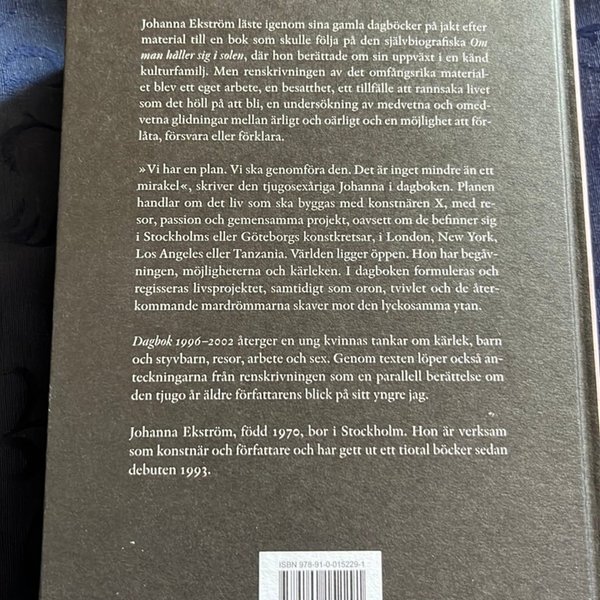 Johanna Ekström läste igenom sina gamla dagböcker på jakt efter
material till en bok som skulle följa på den självbiografiska Om
man håller sig i solen, där hon berättade om sin uppväxt i en känd
kulturfamilj. Men renskrivningen av det omfångsrika material-
et blev ett eget arbete, en besatthet, ett tillfälle att rannsaka livet
som det höll på att bli, en undersökning av medvetna och omed-
vetna glidningar mellan ärligt och oärligt och en möjlighet att för-
låta, försvara eller förklara.
»Vi har en plan. Vi ska genomföra den. Det är inget mindre än ett
mirakel«, skriver den tjugosexåriga Johanna i dagboken. Planen
handlar om det liv som ska byggas med konstnären X, med re-
sor, passion och gemensamma projekt, oavsett om de befinner sig
i Stockholms eller Göteborgs konstkretsar, i London, New York,
Los Angeles eller Tanzania. Världen ligger öppen. Hon har begåv-
ningen, möjligheterna och kärleken. I dagboken formuleras och
regisseras livsprojektet, samtidigt som oron, tvivlet och de åter-
kommande mardrömmarna skaver mot den lyckosamma ytan.
Dagbok 1996–2002 återger en ung kvinnas tankar om kärlek, barn
och styvbarn, resor, arbete och sex. Genom texten löper också an-
teckningarna från renskrivningen som en parallell berättelse om
den tjugo år äldre författarens blick på sitt yngre jag.
Johanna Ekström, född 1970, bor i Stockholm. Hon är verksam
som konstnär och författare och har gett ut ett tiotal böcker sedan
debuten 1993.
ISBN 978-91-0-015229-1